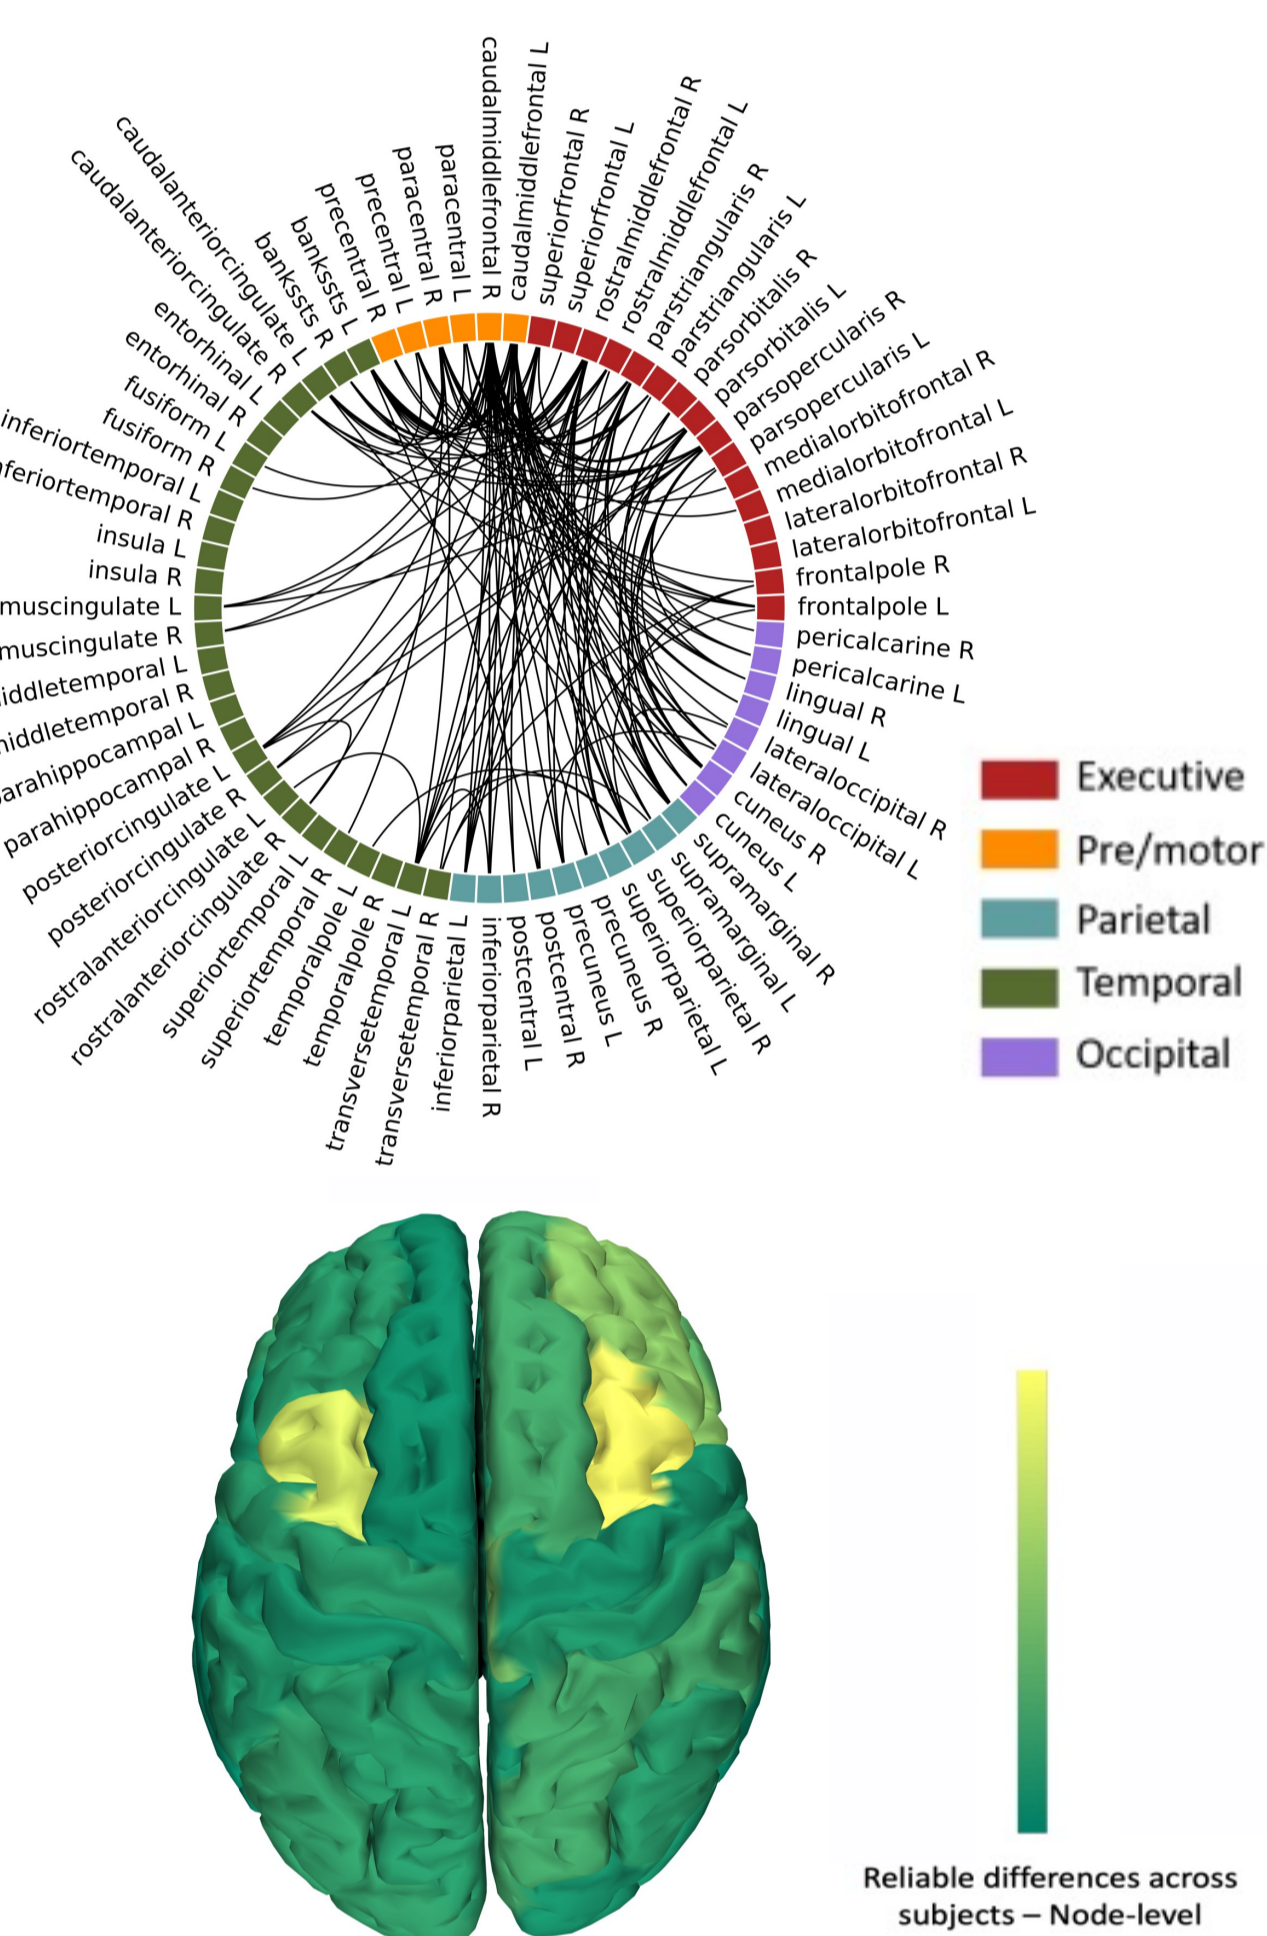 caudalmiddlefrontal R
caudalmiddlefrontal L
superiorfrontal R
superiorfrontal L
rostralmiddlefrontal R
rostralmiddlefrontal L
parstriangularis R
parstriangularis L
parsorbitalis R
parsorbitalis L
parsopercularis R
parsopercularis L
medialorbitofrontal R
medialorbitofrontal L
lateralorbitofrontal R
lateralorbitofrontal L
frontalpole R
frontalpole L
pericalcarine R
pericalcarine L
lingual R
lingual L
lateraloccipital R
lateraloccipital L
cuneus R
cuneus L
supramarginal R
supramarginal L
superiorparietal R
superiorparietal L
precuneus R
precuneus L
postcentral R
postcentral L
inferiorparietal R
inferiorparietal L
transversetemporal R
transversetemporal L
temporalpole R
temporalpole L
superiortemporal R
superiortemporal L
rostralanteriorcingulate R
rostralanteriorcingulate L
posteriorcingulate R
posteriorcingulate L
parahippocampal R
arahippocampal L
niddletemporal R
iddletemporal L
muscingulate R
muscingulate L
insula R
insula L
nferiortemporal R
inferiortemporal L
fusiform R
fusiform L
entorhinal R
entorhinal L
caudalanteriorcingulate R
caudalanteriorcingulate L
bankssts R
bankssts L
precentral R
precentral L
paracentral R
paracentral L
Executive
Pre/motor
Parietal
Temporal
Occipital
Reliable differences across
subjects – Node-level